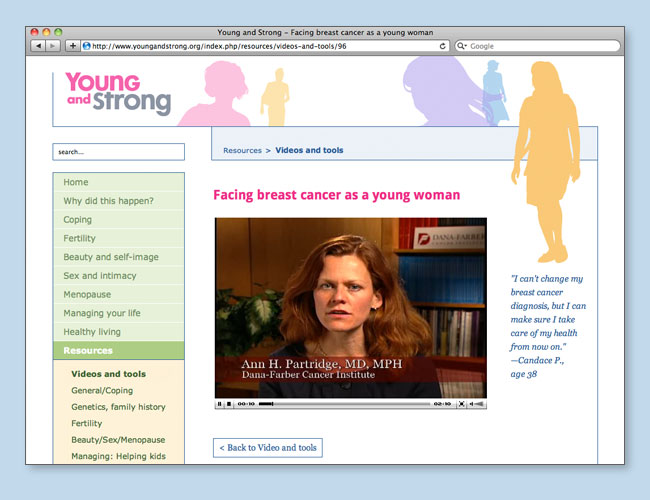 Young and Strong – Facing breast cancer as a young woman
http://www.youngandstrong.org/index.php/resources/videos-and-tools/96
Google
Young
and Strong
search...
Resources > Videos and tools
Home
Why did this happen?
Coping
Fertility
Beauty and self-image
Sex and intimacy
Menopause
Managing your life
Healthy living
Resources
Videos and tools
General/Coping
Genetics, family history
Fertility
Beauty/Sex/Menopause
Managing: Helping kids
Facing breast cancer as a young woman
DANA-FARBER
CANCER INSTITUTE
Ann H. Partridge, MD, MPH
Dana-Farber Cancer Institute
00:10
02:10
< Back to Video and tools
"I can't change my
breast cancer
diagnosis, but I can
make sure I take
care of my health
from now on."
—Candace P.,
age 38